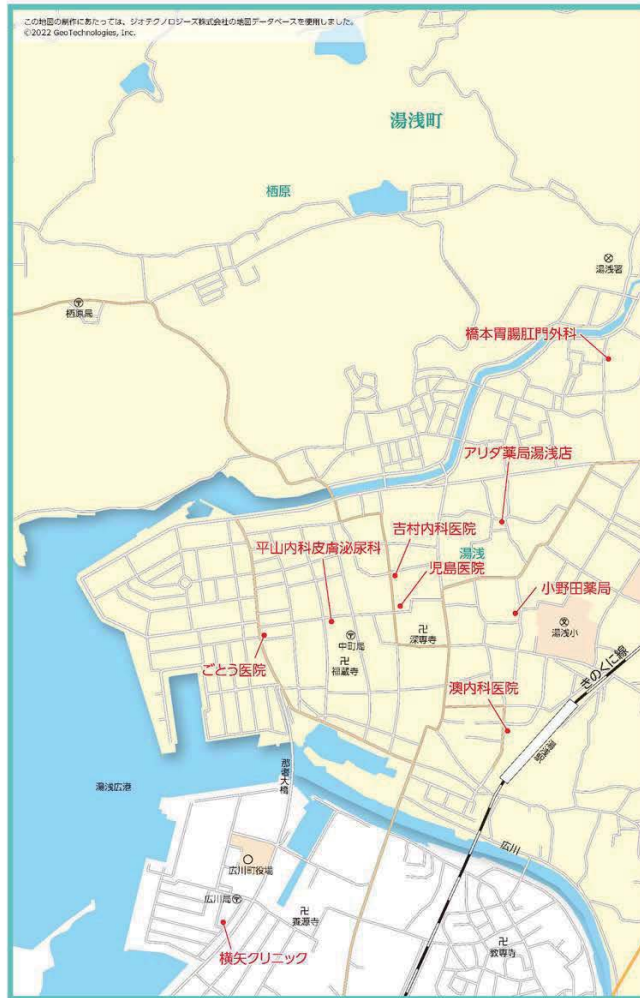 この地図の制作にあたっては、ジオテクノロジーズ株式会社の地図データベースを使用しました。
©2022 GeoTechnologies, Inc.
湯浅町
栖原
湯浅署
栖原局
橋本胃腸肛門外科
アリダ薬局湯浅店
吉村内科医院
平山内科皮膚泌尿科
湯浅
児島医院
小野田薬局
深専寺
湯浅小
中町局
ごとう医院
福蔵寺
きのくに線
澳内科医院
湯浅駅
那耆大橋
湯浅広港
広川
広川町役場
広川局
養源寺
教専寺
横矢クリニック